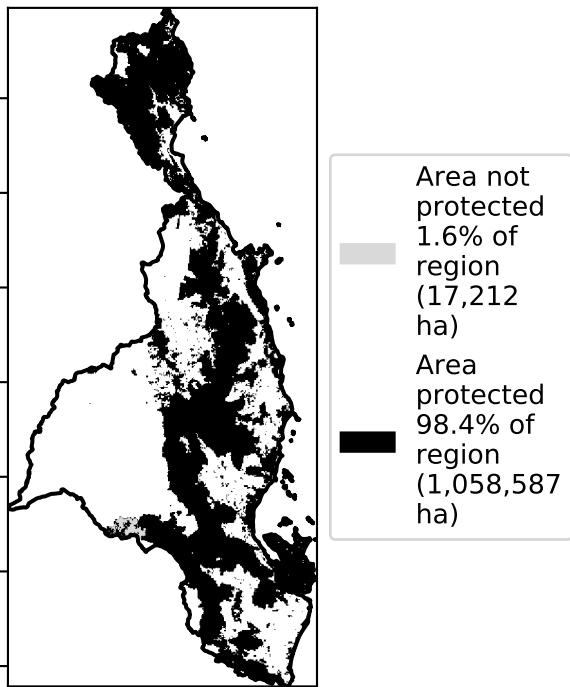 Area not
protected
1.6% of
region
(17,212
ha)
Area
protected
98.4% of
region
(1,058,587
ha)